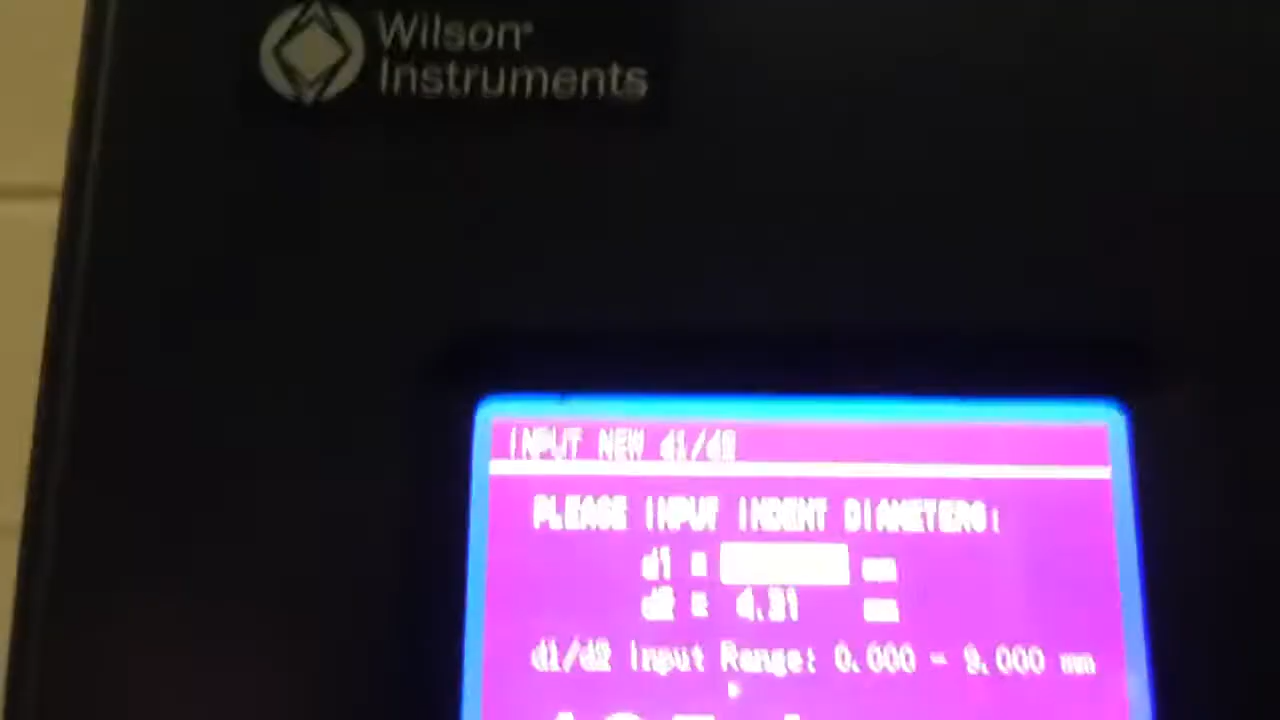 Wilson®
Instruments
INPUT NEW d1/d2
PLEASE INPUT INDENT DIAMETERS:
d1 = mm
d2 = 4.31 mm
d1/d2 Input Range: 0.000 - 9.000 mm